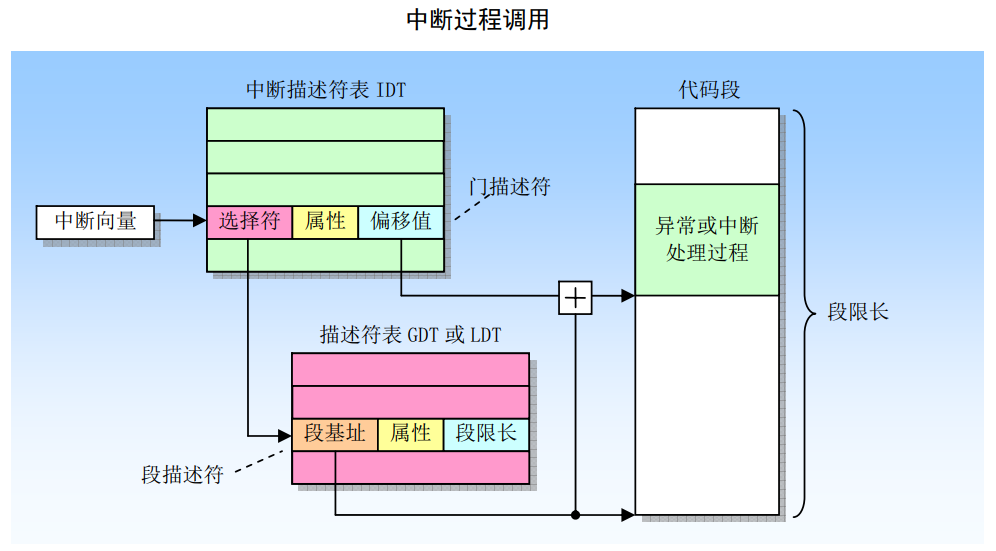 中断过程调用
中断描述符表 IDT
代码段
门描述符
中断向量
选择符
属性
偏移值
异常或中断
处理过程
段限长
描述符表 GDT 或 LDT
段基址
属性
段限长
段描述符